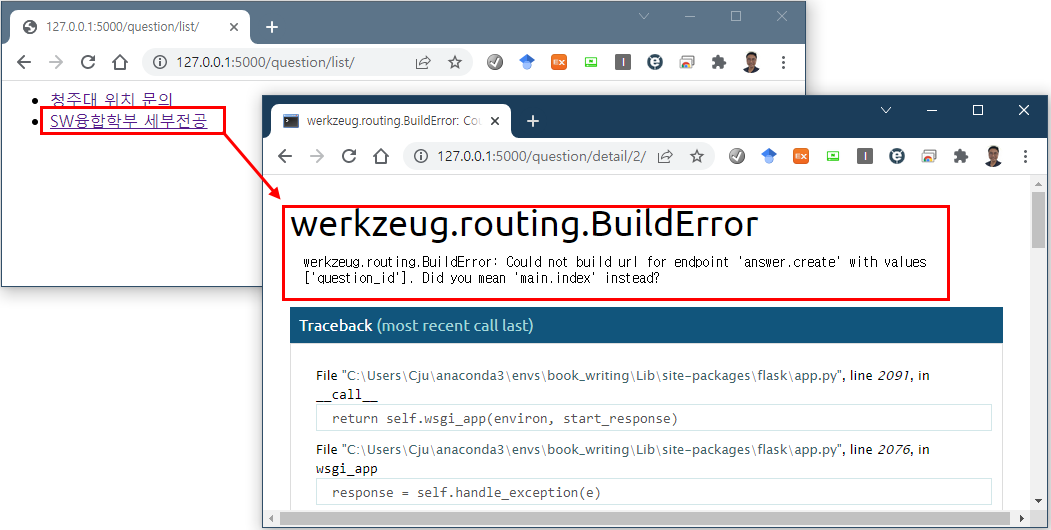 127.0.0.1:5000/question/list/
127.0.0.1:5000/question/list/
EX
청주대 위치 문의
SW융합학부 세부전공
werkzeug.routing.BuildError: Cou
127.0.0.1:5000/question/detail/2/
EX
werkzeug.routing.BuildError
werkzeug.routing.BuildError: Could not build url for endpoint 'answer.create' with values
['question_id']. Did you mean 'main.index' instead?
Traceback (most recent call last)
File "C:\Users\Cju\anaconda3\envs\book_writing\Lib\site-packages\flask\app.py", line 2091, in
__call__
return self.wsgi_app(environ, start_response)
File "C:\Users\Cju\anaconda3\envs\book_writing\Lib\site-packages\flask\app.py", line 2076, in
wsgi_app
response = self.handle_exception(e)